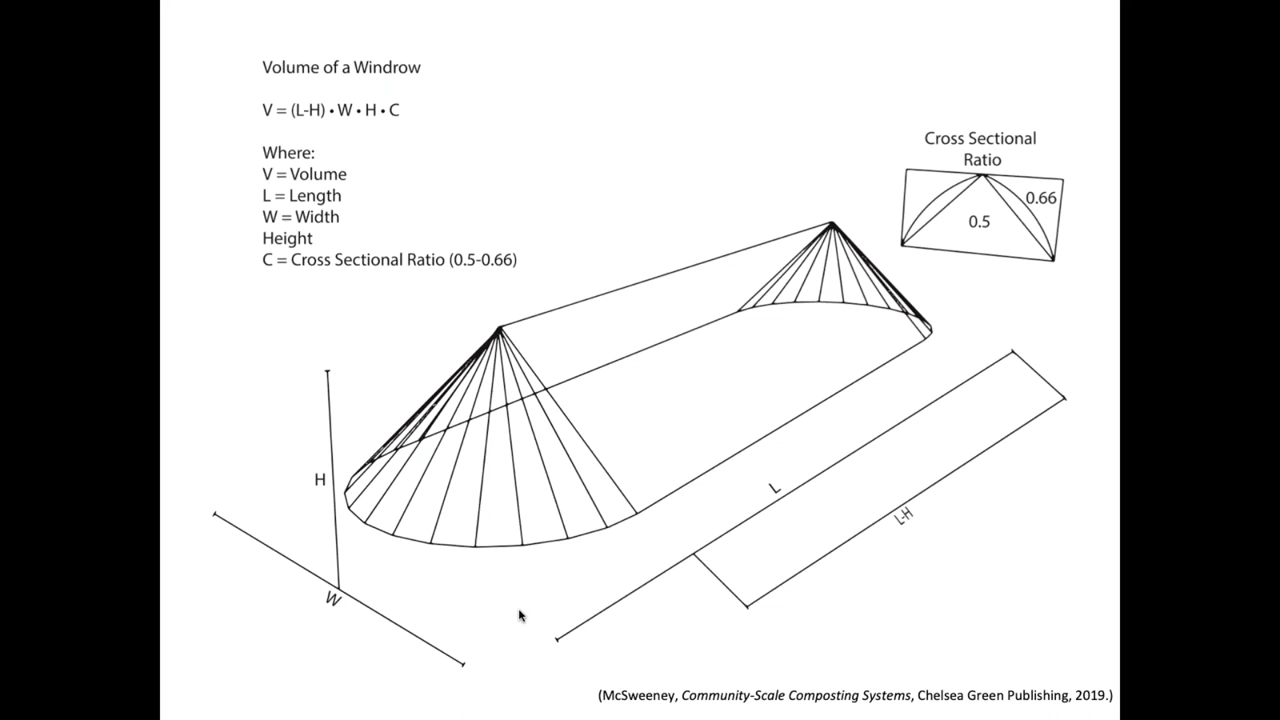 Volume of a Windrow
V = (L-H) • W • H • C
Where:
V = Volume
L = Length
W = Width
Height
C = Cross Sectional Ratio (0.5-0.66)
Cross Sectional
Ratio
0.66
0.5
H
W
L
L-H
(McSweeney, Community-Scale Composting Systems, Chelsea Green Publishing, 2019.)